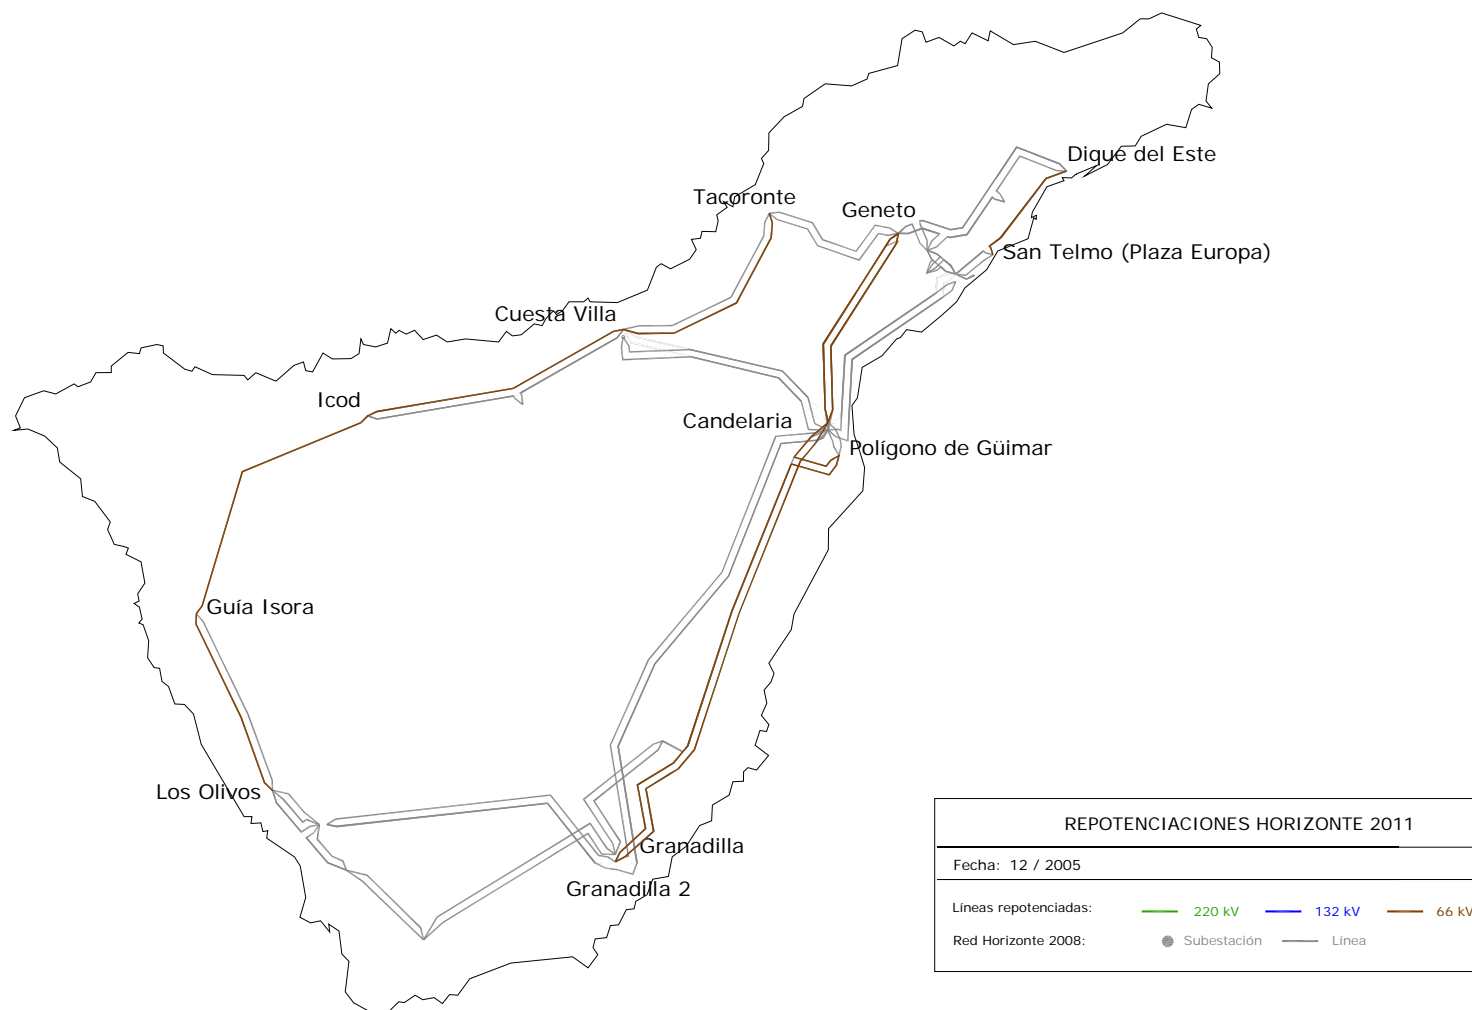 Dique del Este
Tacoronte
Geneto
San Telmo (Plaza Europa)
Cuesta Villa
Icod
Candelaria
Polígono de Güimar
Guía Isora
Los Olivos
Granadilla
Granadilla 2
REPOTENCIACIONES HORIZONTE 2011
Fecha: 12 / 2005
Líneas repotenciadas: 220 kV 132 kV 66 kV
Red Horizonte 2008: Subestación Línea